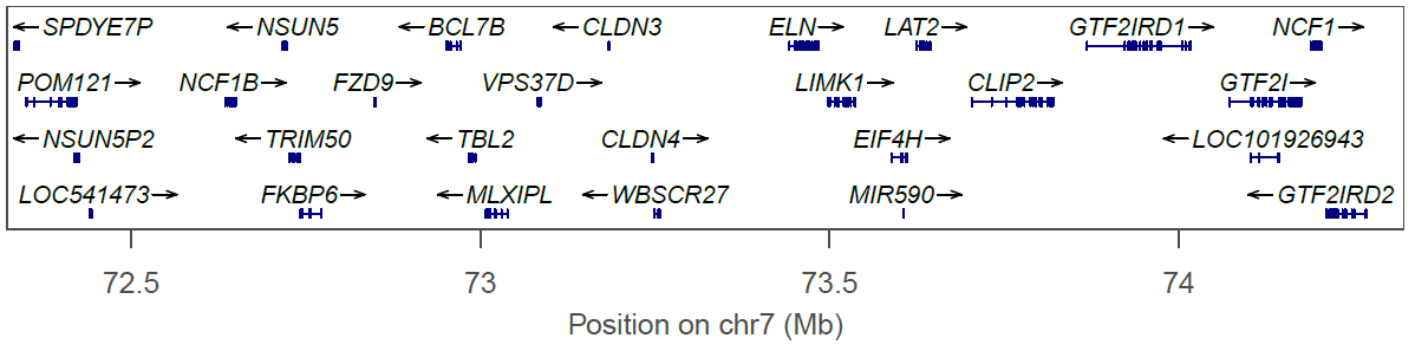 ←SPDYE7P ←NSUN5 ←BCL7B ←CLDN3 ELN→ LAT2→ GTF2IRD1→ NCF1→
POM121→ NCF1B→ FZD9→ VPS37D→ LIMK1→ CLIP2→ GTF2I→
←NSUN5P2 ←TRIM50 ←TBL2 CLDN4→ EIF4H→ ←LOC101926943
LOC541473→ FKBP6→ ←MLXIPL ←WBSCR27 MIR590→ ←GTF2IRD2
72.5 73 73.5 74
Position on chr7 (Mb)